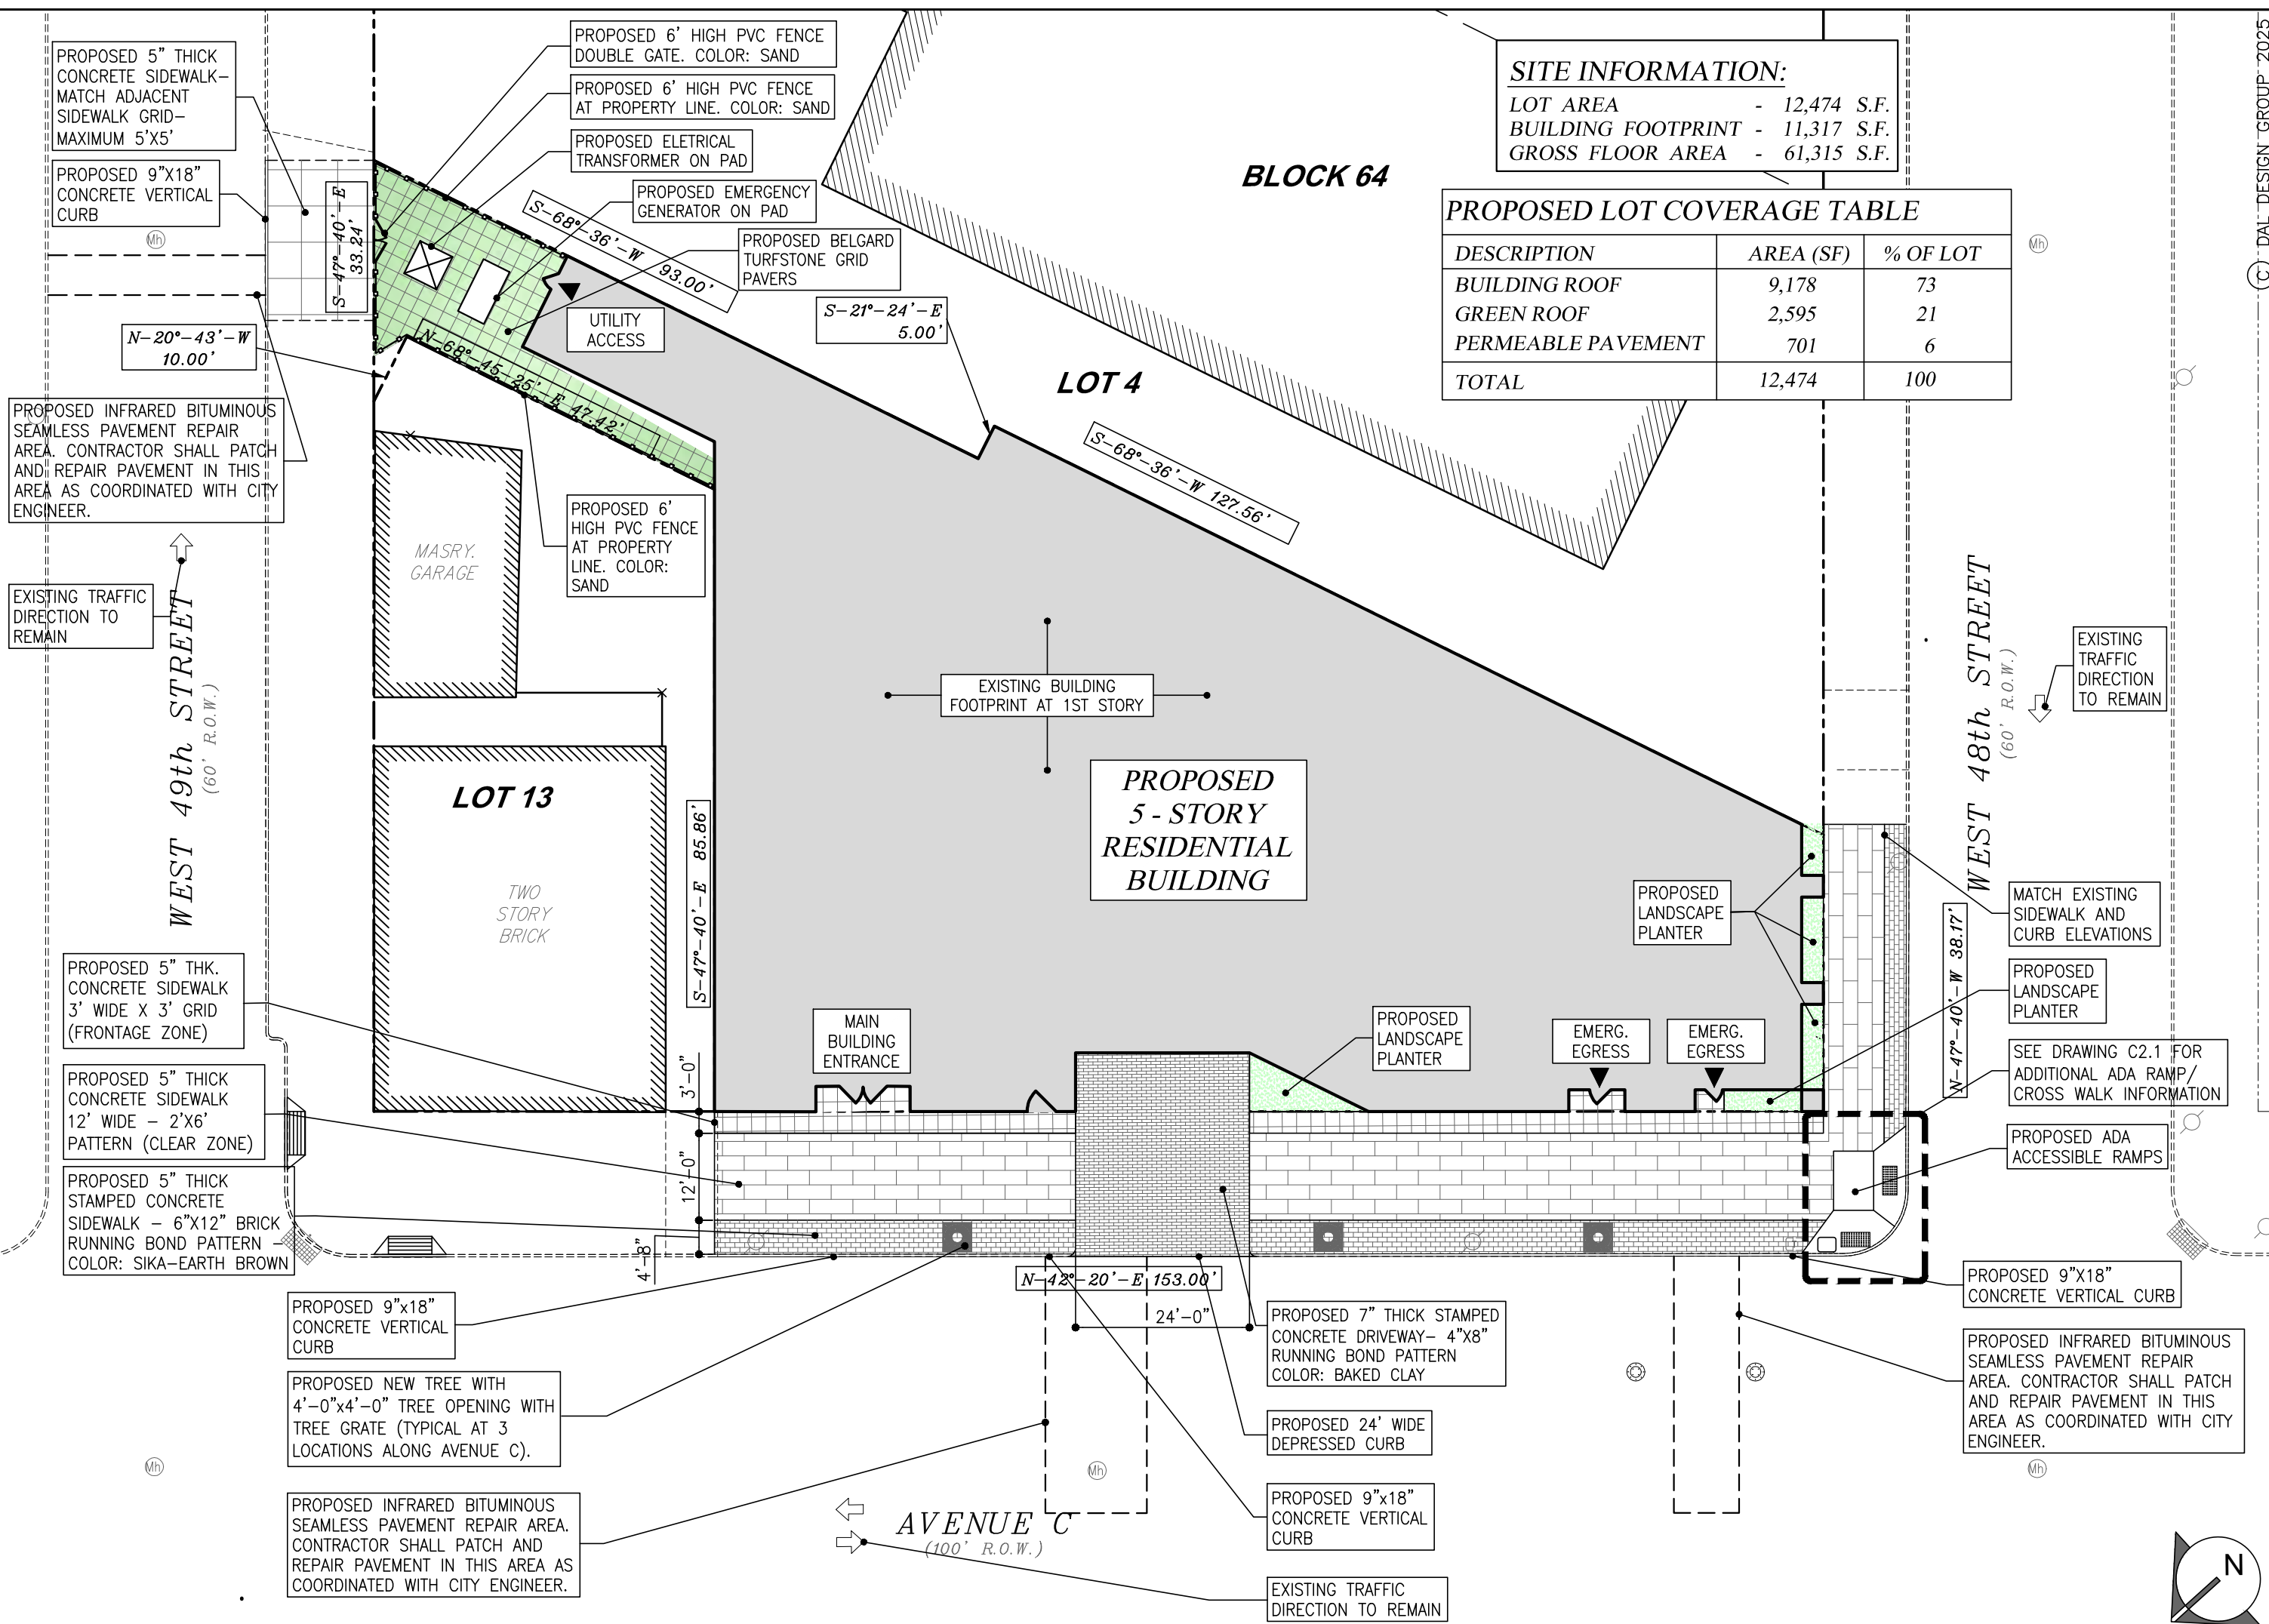 PROPOSED 5" THICK
CONCRETE SIDEWALK-
MATCH ADJACENT
SIDEWALK GRID-
MAXIMUM 5'X5'
PROPOSED 9"X18"
CONCRETE VERTICAL
CURB
Mh
N-20°-43'-W
10.00'
PROPOSED INFRARED BITUMINOUS
SEAMLESS PAVEMENT REPAIR
AREA. CONTRACTOR SHALL PATCH
AND REPAIR PAVEMENT IN THIS
AREA AS COORDINATED WITH CITY
ENGINEER.
EXISTING TRAFFIC
DIRECTION TO
REMAIN
WEST 49th STREET
(60' R.O.W.)
PROPOSED 6' HIGH PVC FENCE
DOUBLE GATE. COLOR: SAND
PROPOSED 6' HIGH PVC FENCE
AT PROPERTY LINE. COLOR: SAND
PROPOSED ELETRICAL
TRANSFORMER ON PAD
PROPOSED EMERGENCY
GENERATOR ON PAD
PROPOSED BELGARD
TURFSTONE GRID
PAVERS
S-47°-40'-E
33.24'
S-68°-36'-W 93.00'
UTILITY
ACCESS
N-68°-45-25' E 47.42'
S-21°-24'-E
5.00'
S-68°-36'-W 127.56'
BLOCK 64
LOT 4
SITE INFORMATION:
LOT AREA - 12,474 S.F.
BUILDING FOOTPRINT - 11,317 S.F.
GROSS FLOOR AREA - 61,315 S.F.
PROPOSED LOT COVERAGE TABLE
DESCRIPTION AREA (SF) % OF LOT
BUILDING ROOF 9,178 73
GREEN ROOF 2,595 21
PERMEABLE PAVEMENT 701 6
TOTAL 12,474 100
Mh
C DAL DESIGN GROUP 2025
MASRY.
GARAGE
PROPOSED 6'
HIGH PVC FENCE
AT PROPERTY
LINE. COLOR:
SAND
EXISTING BUILDING
FOOTPRINT AT 1ST STORY
PROPOSED
5 - STORY
RESIDENTIAL
BUILDING
LOT 13
TWO
STORY
BRICK
S-47°-40'-E 85.86'
WEST 48th STREET
(60' R.O.W.)
EXISTING
TRAFFIC
DIRECTION
TO REMAIN
PROPOSED
LANDSCAPE
PLANTER
MATCH EXISTING
SIDEWALK AND
CURB ELEVATIONS
N-47°-40'-W 38.17'
PROPOSED
LANDSCAPE
PLANTER
SEE DRAWING C2.1 FOR
ADDITIONAL ADA RAMP/
CROSS WALK INFORMATION
PROPOSED ADA
ACCESSIBLE RAMPS
PROPOSED 5" THK.
CONCRETE SIDEWALK
3' WIDE X 3' GRID
(FRONTAGE ZONE)
PROPOSED 5" THICK
CONCRETE SIDEWALK
12' WIDE - 2'X6'
PATTERN (CLEAR ZONE)
PROPOSED 5" THICK
STAMPED CONCRETE
SIDEWALK - 6"X12" BRICK
RUNNING BOND PATTERN -
COLOR: SIKA-EARTH BROWN
MAIN
BUILDING
ENTRANCE
PROPOSED
LANDSCAPE
PLANTER
EMERG.
EGRESS
EMERG.
EGRESS
3'-0"
12'-0"
4'-8"
N-42°-20'-E 153.00'
24'-0"
PROPOSED 9"x18"
CONCRETE VERTICAL
CURB
PROPOSED NEW TREE WITH
4'-0"x4'-0" TREE OPENING WITH
TREE GRATE (TYPICAL AT 3
LOCATIONS ALONG AVENUE C).
PROPOSED INFRARED BITUMINOUS
SEAMLESS PAVEMENT REPAIR AREA.
CONTRACTOR SHALL PATCH AND
REPAIR PAVEMENT IN THIS AREA AS
COORDINATED WITH CITY ENGINEER.
Mh
Mh
AVENUE C
(100' R.O.W.)
PROPOSED 7" THICK STAMPED
CONCRETE DRIVEWAY- 4"X8"
RUNNING BOND PATTERN
COLOR: BAKED CLAY
PROPOSED 24' WIDE
DEPRESSED CURB
PROPOSED 9"x18"
CONCRETE VERTICAL
CURB
EXISTING TRAFFIC
DIRECTION TO REMAIN
PROPOSED 9"X18"
CONCRETE VERTICAL CURB
PROPOSED INFRARED BITUMINOUS
SEAMLESS PAVEMENT REPAIR
AREA. CONTRACTOR SHALL PATCH
AND REPAIR PAVEMENT IN THIS
AREA AS COORDINATED WITH CITY
ENGINEER.
Mh
N